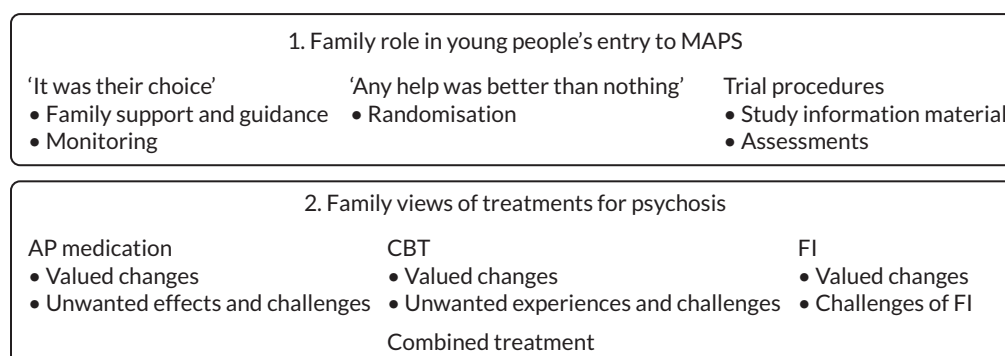 1. Family role in young people’s entry to MAPS
‘It was their choice’
• Family support and guidance
• Monitoring
‘Any help was better than nothing’
• Randomisation
Trial procedures
• Study information material
• Assessments
2. Family views of treatments for psychosis
AP medication
• Valued changes
• Unwanted effects and challenges
CBT
• Valued changes
• Unwanted experiences and challenges
Combined treatment
FI
• Valued changes
• Challenges of FI